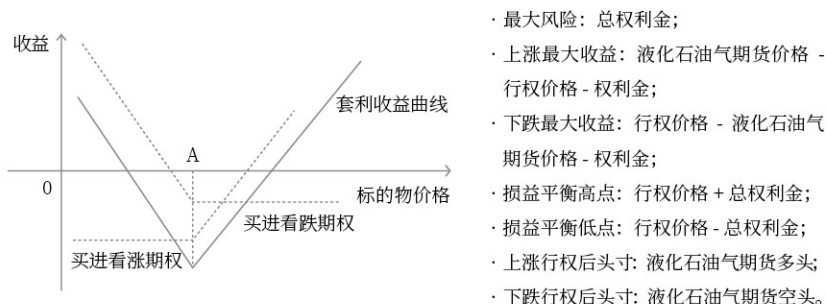 收益
A
0
套利收益曲线
标的物价格
买进看跌期权
买进看涨期权
· 最大风险：总权利金；
· 上涨最大收益：液化石油气期货价格 -
行权价格 - 权利金；
· 下跌最大收益：行权价格 - 液化石油气
期货价格 - 权利金；
· 损益平衡高点：行权价格 + 总权利金；
· 损益平衡低点：行权价格 - 总权利金；
· 上涨行权后头寸：液化石油气期货多头；
· 下跌行权后头寸：液化石油气期货空头。